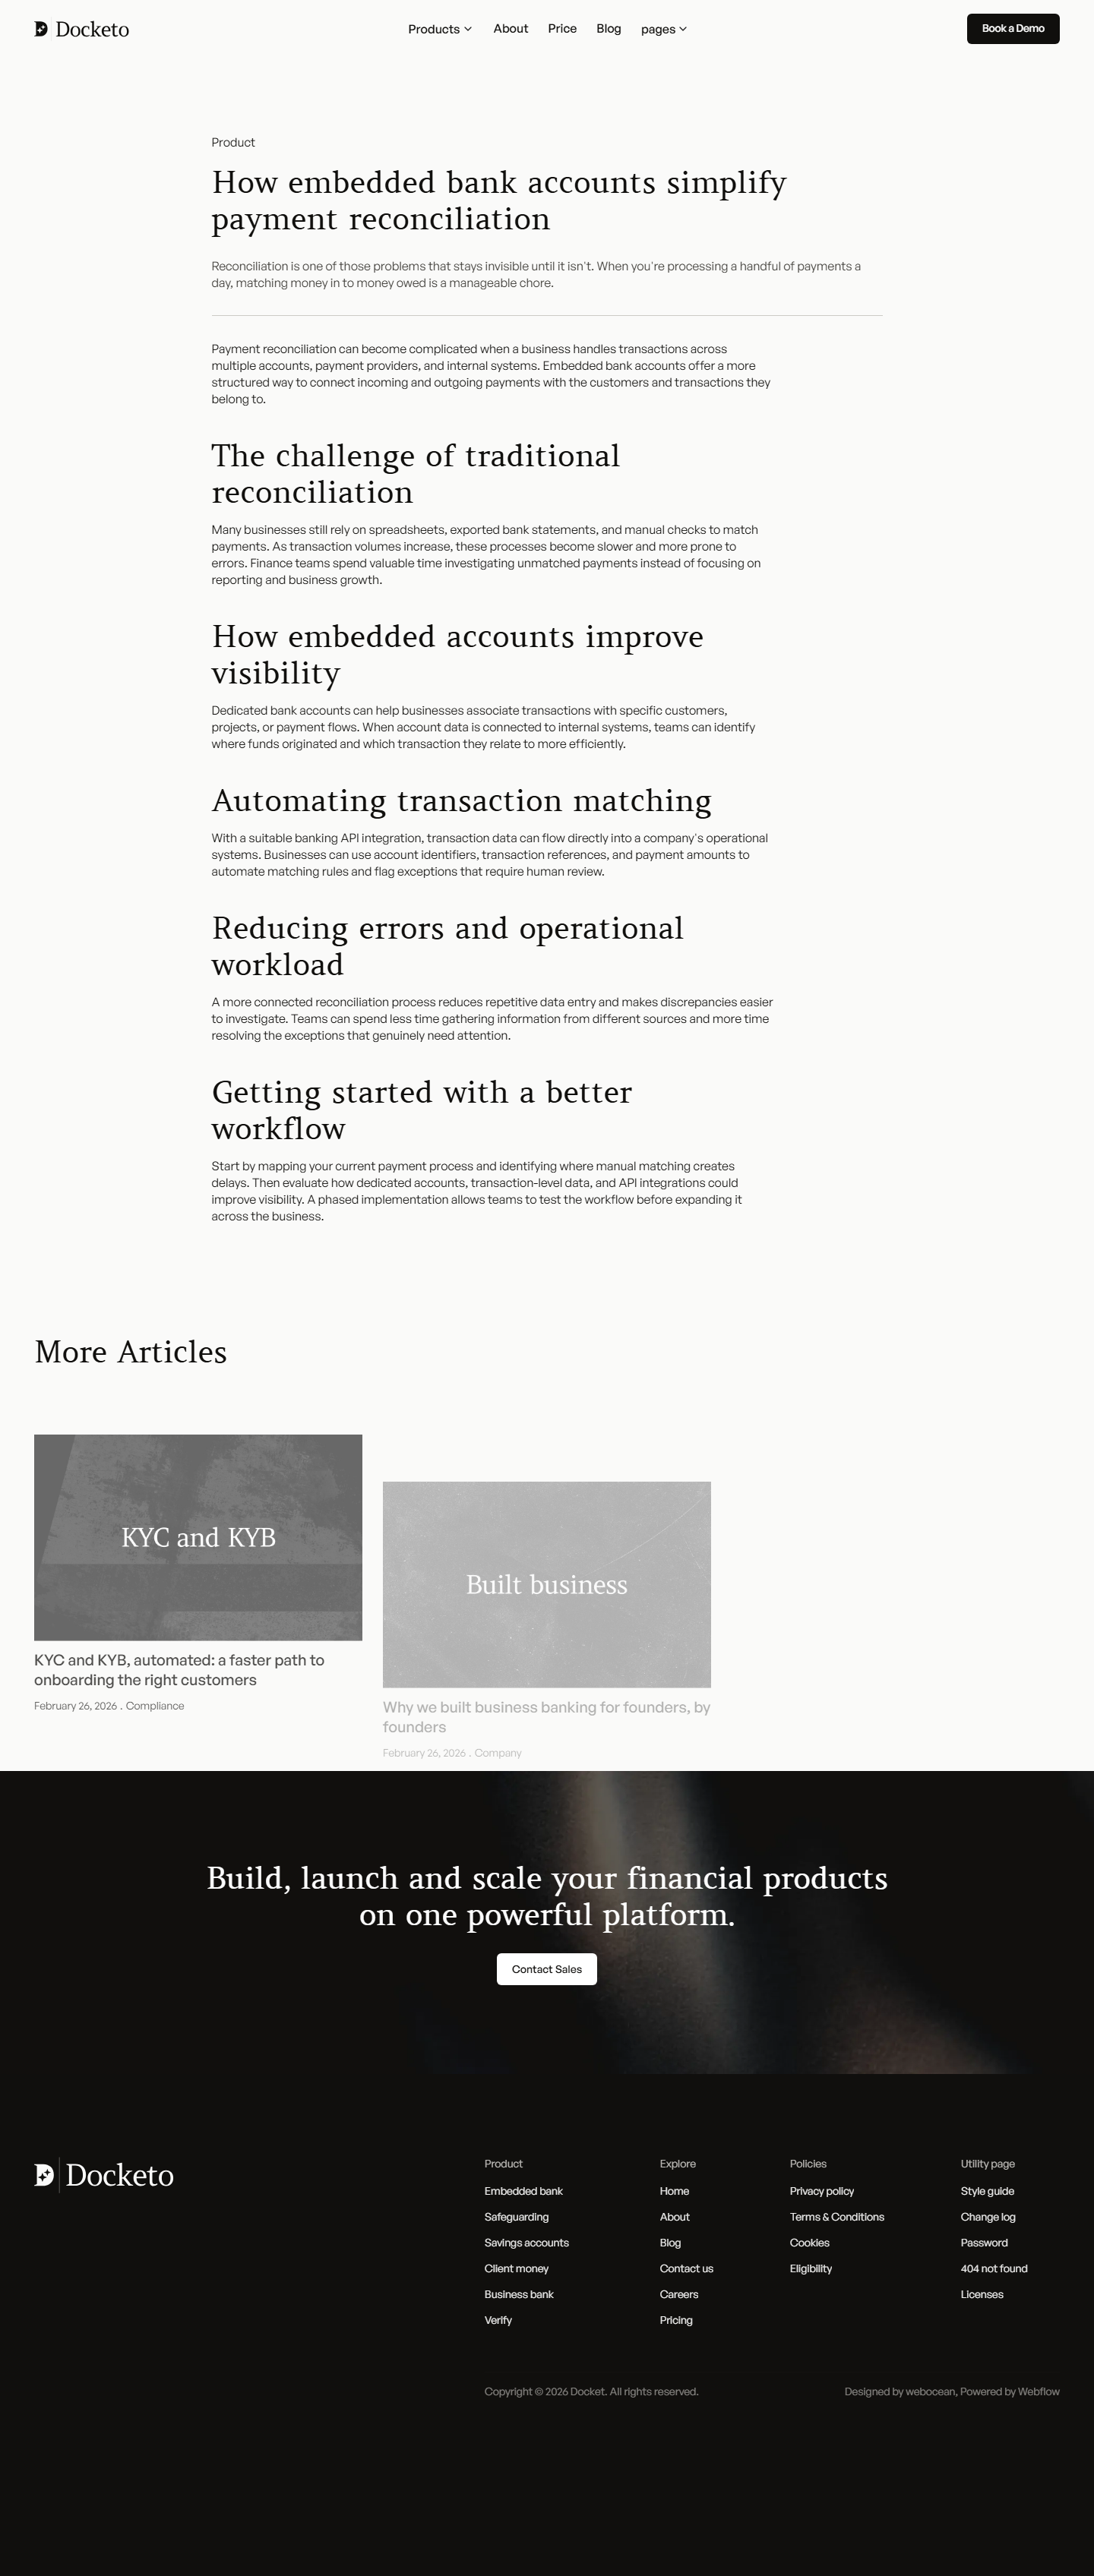 Docketo
Products
About
Price
Blog
pages
Book a Demo
Product
How embedded bank accounts simplify
payment reconciliation
Reconciliation is one of those problems that stays invisible until it isn't. When you're processing a handful of payments a
day, matching money in to money owed is a manageable chore.
Payment reconciliation can become complicated when a business handles transactions across
multiple accounts, payment providers, and internal systems. Embedded bank accounts offer a more
structured way to connect incoming and outgoing payments with the customers and transactions they
belong to.
The challenge of traditional
reconciliation
Many businesses still rely on spreadsheets, exported bank statements, and manual checks to match
payments. As transaction volumes increase, these processes become slower and more prone to
errors. Finance teams spend valuable time investigating unmatched payments instead of focusing on
reporting and business growth.
How embedded accounts improve
visibility
Dedicated bank accounts can help businesses associate transactions with specific customers,
projects, or payment flows. When account data is connected to internal systems, teams can identify
where funds originated and which transaction they relate to more efficiently.
Automating transaction matching
With a suitable banking API integration, transaction data can flow directly into a company's operational
systems. Businesses can use account identifiers, transaction references, and payment amounts to
automate matching rules and flag exceptions that require human review.
Reducing errors and operational
workload
A more connected reconciliation process reduces repetitive data entry and makes discrepancies easier
to investigate. Teams can spend less time gathering information from different sources and more time
resolving the exceptions that genuinely need attention.
Getting started with a better
workflow
Start by mapping your current payment process and identifying where manual matching creates
delays. Then evaluate how dedicated accounts, transaction-level data, and API integrations could
improve visibility. A phased implementation allows teams to test the workflow before expanding it
across the business.
More Articles
KYC and KYB
KYC and KYB, automated: a faster path to
onboarding the right customers
February 26, 2026 . Compliance
Built business
Why we built business banking for founders, by
founders
February 26, 2026 . Company
Build, launch and scale your financial products
on one powerful platform.
Contact Sales
Docketo
Product
Embedded bank
Safeguarding
Savings accounts
Client money
Business bank
Verify
Explore
Home
About
Blog
Contact us
Careers
Pricing
Policies
Privacy policy
Terms & Conditions
Cookies
Eligibility
Utility page
Style guide
Change log
Password
404 not found
Licenses
Copyright © 2026 Docket. All rights reserved.
Designed by webocean, Powered by Webflow